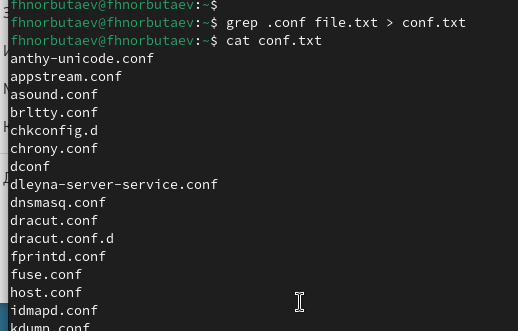 fhnorbutaev@fhnorbutaev:~$
fhnorbutaev@fhnorbutaev:~$ grep .conf file.txt > conf.txt
fhnorbutaev@fhnorbutaev:~$ cat conf.txt
anthy-unicode.conf
appstream.conf
asound.conf
brltty.conf
chkconfig.d
chrony.conf
dconf
dleyna-server-service.conf
dnsmasq.conf
dracut.conf
dracut.conf.d
fprintd.conf
fuse.conf
host.conf
idmapd.conf
kdump.conf